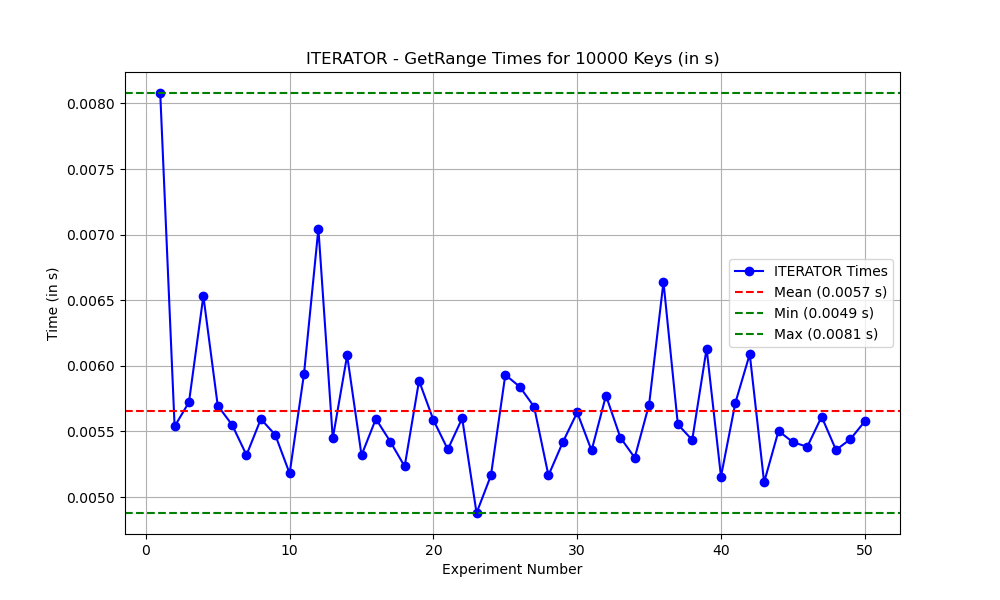 ITERATOR - GetRange Times for 10000 Keys (in s)
Time (in s)
0.0080
0.0075
0.0070
0.0065
0.0060
0.0055
0.0050
ITERATOR Times
Mean (0.0057 s)
Min (0.0049 s)
Max (0.0081 s)
0 10 20 30 40 50
Experiment Number